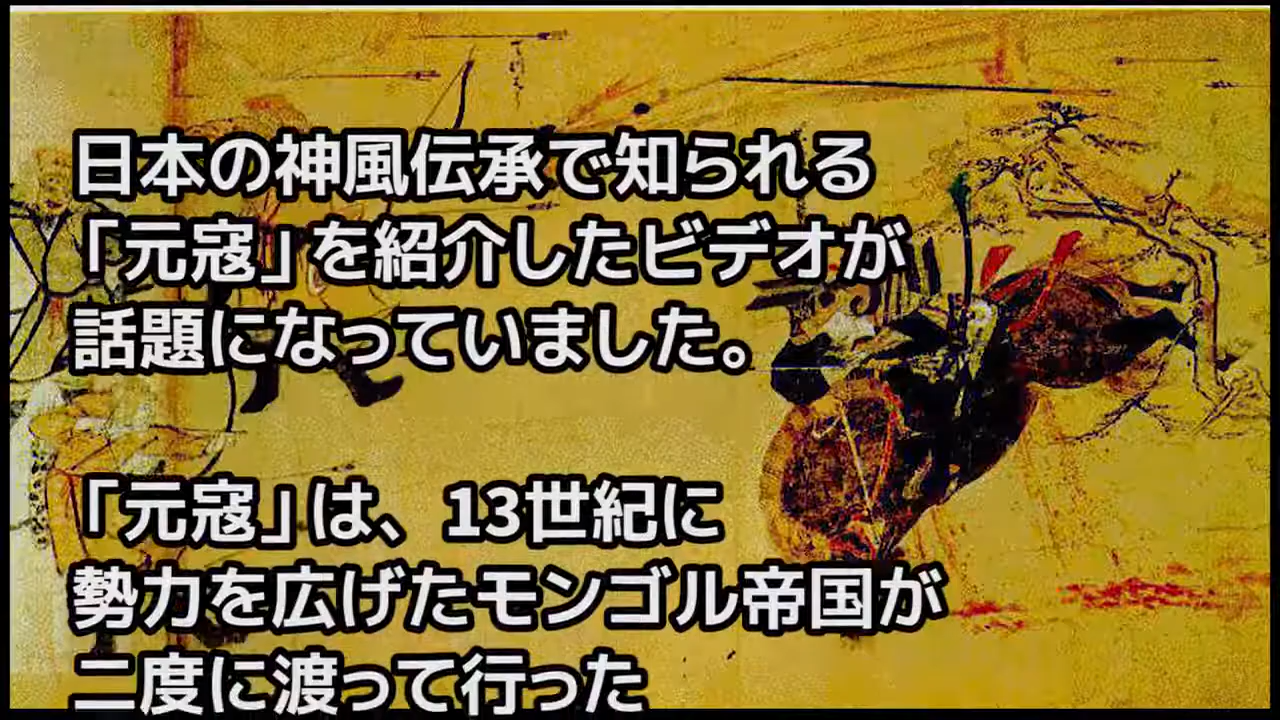 日本の神風伝承で知られる
「元寇」を紹介したビデオが
話題になっていました。
「元寇」は、13世紀に
勢力を広げたモンゴル帝国が
二度に渡って行った